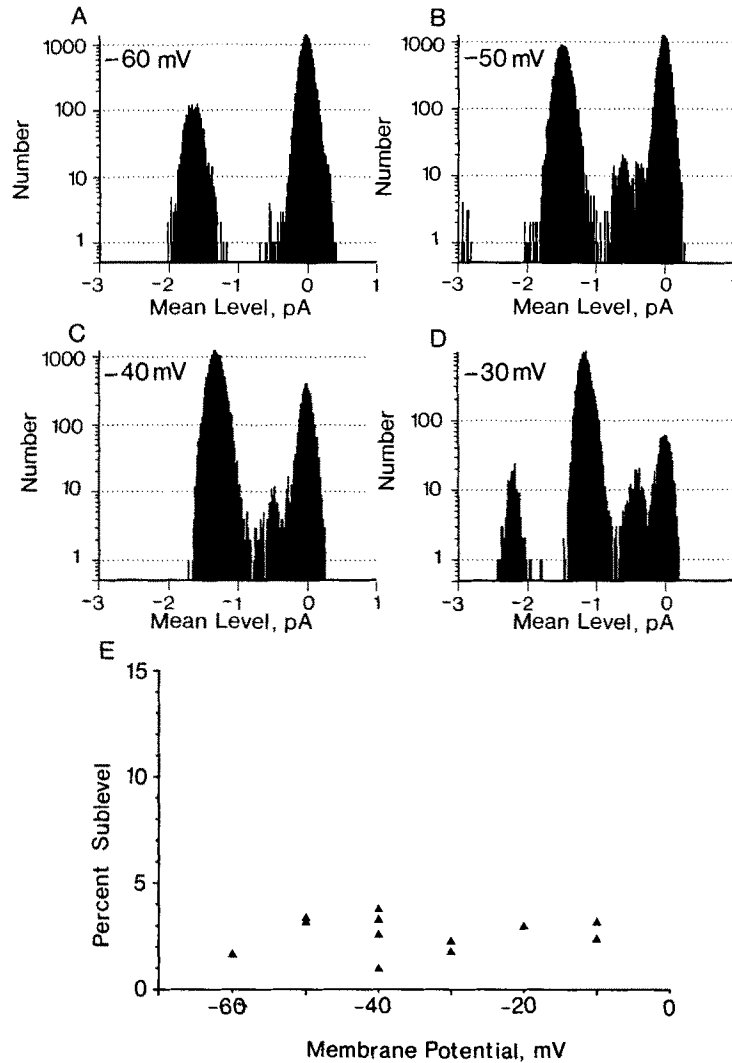 A
−60 mV
1000
100
10
1
Number
−3 −2 −1 0 1
Mean Level, pA
B
−50 mV
1000
100
10
1
Number
−3 −2 −1 0 1
Mean Level, pA
C
−40 mV
1000
100
10
1
Number
−3 −2 −1 0 1
Mean Level, pA
D
−30 mV
100
10
1
Number
−3 −2 −1 0 1
Mean Level, pA
E
15
10
5
0
Percent Sublevel
−60 −40 −20 0
Membrane Potential, mV